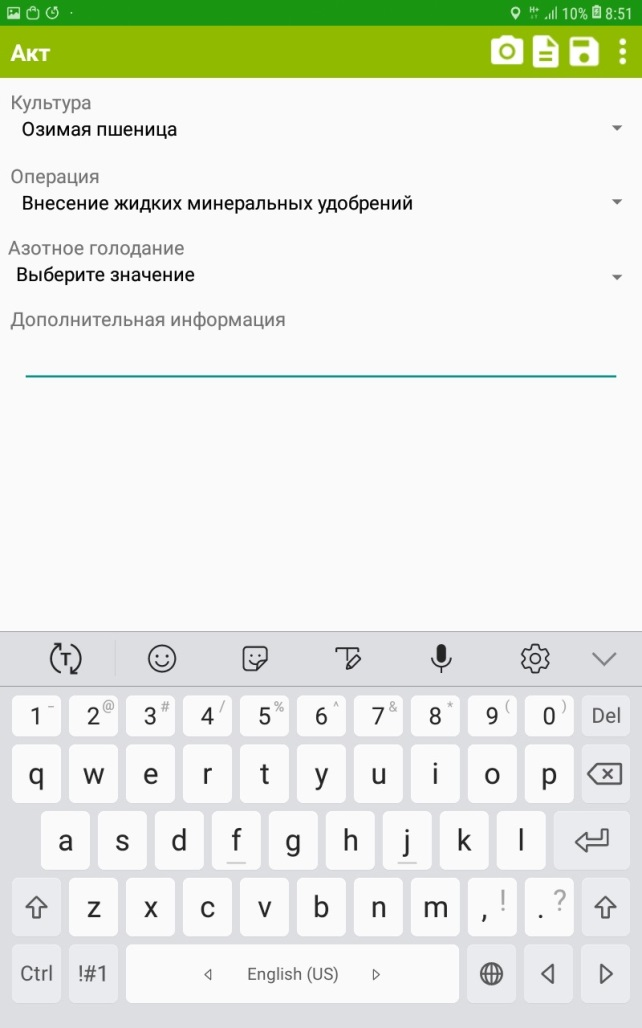 10% 8:51
Акт
Культура
Озимая пшеница
Операция
Внесение жидких минеральных удобрений
Азотное голодание
Выберите значение
Дополнительная информация
1 - 2 @ 3 # 4 / 5 % 6 ^ 7 & 8 * 9 ( 0 ) Del
q w e r t y u i o p
a s d f g h j k l
z x c v b n m , ! . ?
Ctrl !#1 English (US)